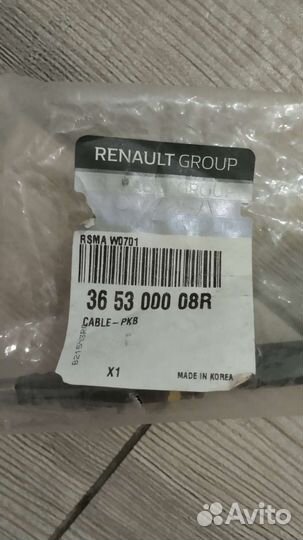 RENAULT GROUP
RSMA W0701
36 53 000 08R
CABLE-PKB
X1
MADE IN KOREA
Avito